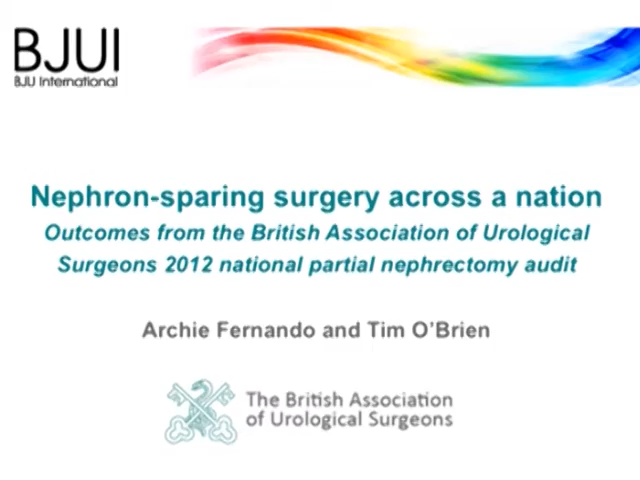 BJUI
BJU International
Nephron-sparing surgery across a nation
Outcomes from the British Association of Urological
Surgeons 2012 national partial nephrectomy audit
Archie Fernando and Tim O'Brien
The British Association
of Urological Surgeons